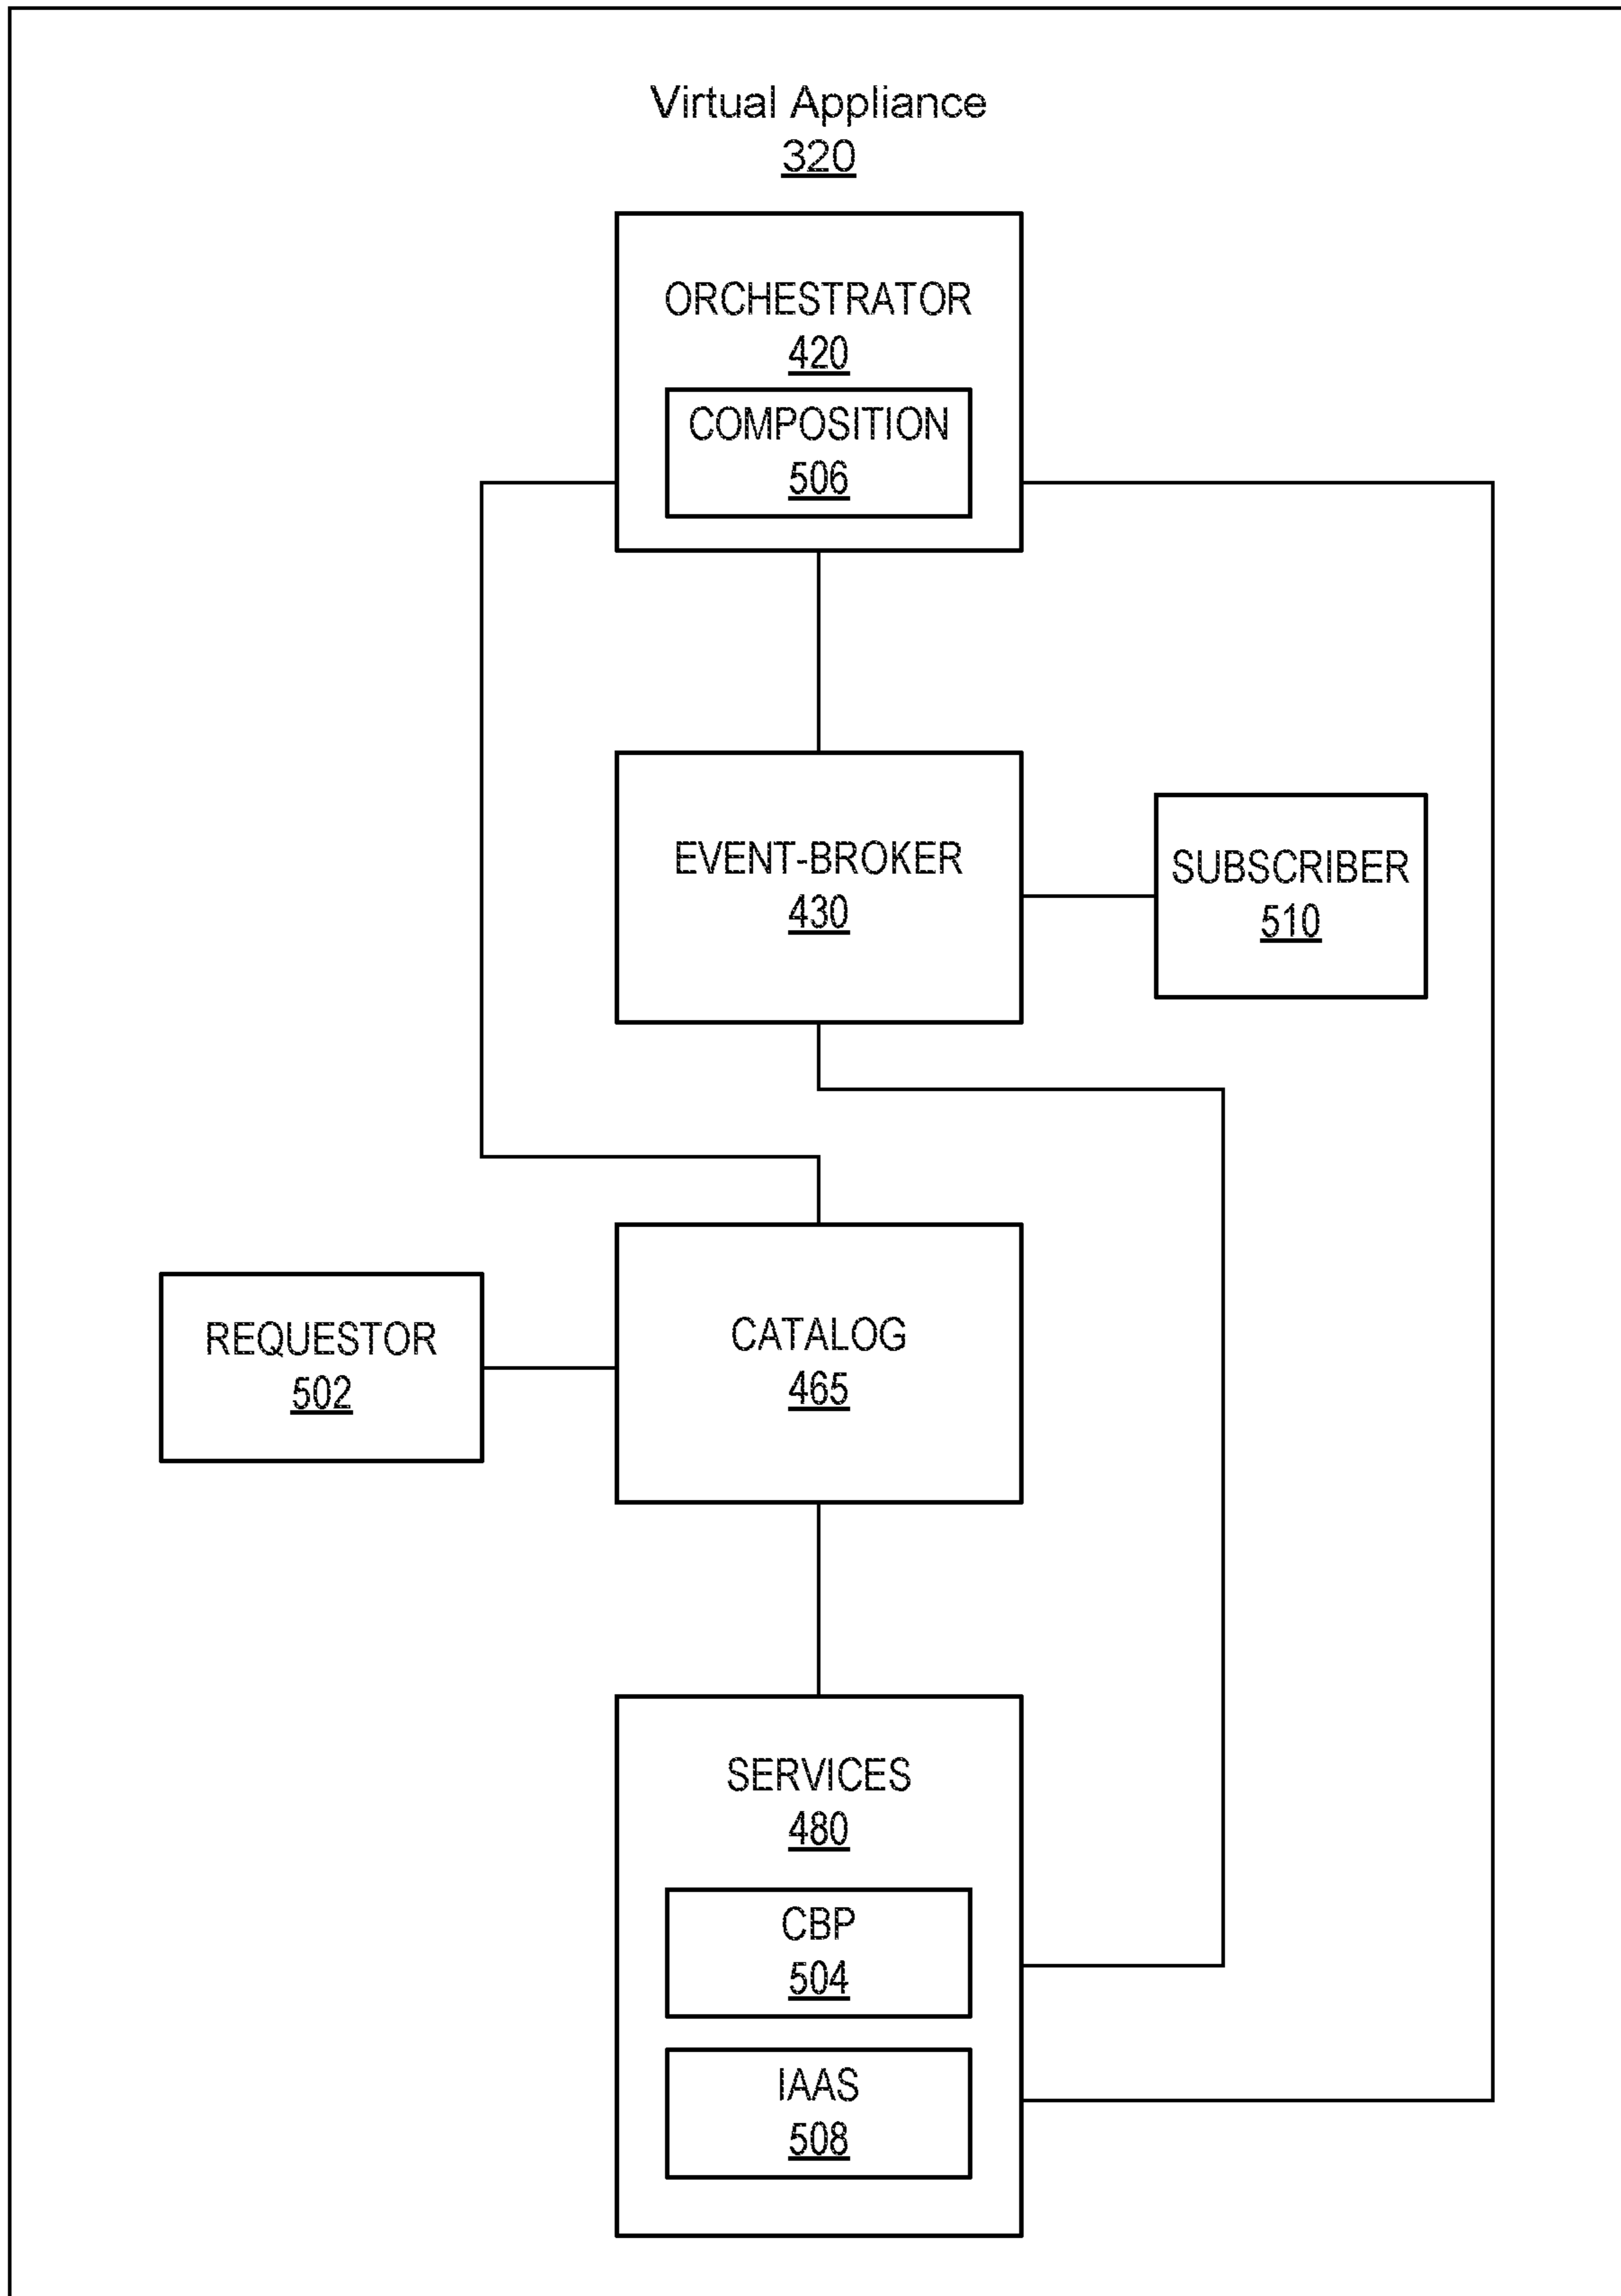 Virtual Appliance
320
ORCHESTRATOR
420
COMPOSITION
506
EVENT-BROKER
430
SUBSCRIBER
510
REQUESTOR
502
CATALOG
465
SERVICES
480
CBP
504
IAAS
508